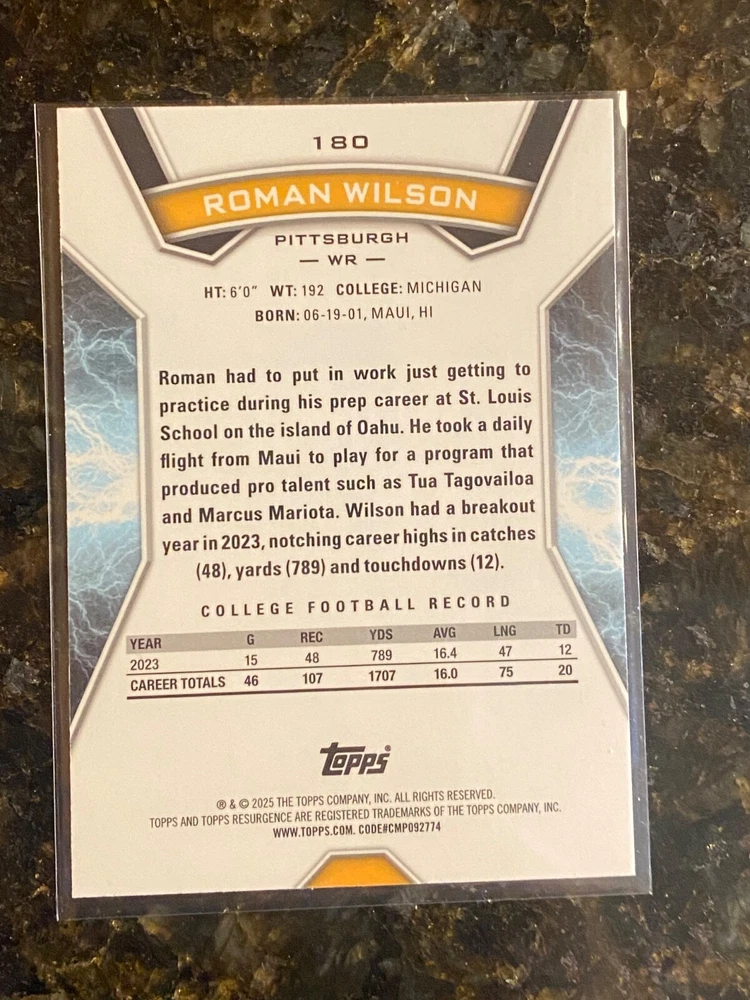 180
ROMAN WILSON
PITTSBURGH
— WR —
HT: 6'0" WT: 192 COLLEGE: MICHIGAN
BORN: 06-19-01, MAUI, HI
Roman had to put in work just getting to
practice during his prep career at St. Louis
School on the island of Oahu. He took a daily
flight from Maui to play for a program that
produced pro talent such as Tua Tagovailoa
and Marcus Mariota. Wilson had a breakout
year in 2023, notching career highs in catches
(48), yards (789) and touchdowns (12).
COLLEGE FOOTBALL RECORD
YEAR G REC YDS AVG LNG TD
2023 15 48 789 16.4 47 12
CAREER TOTALS 46 107 1707 16.0 75 20
Topps®
® & © 2025 THE TOPPS COMPANY, INC. ALL RIGHTS RESERVED.
TOPPS AND TOPPS RESURGENCE ARE REGISTERED TRADEMARKS OF THE TOPPS COMPANY, INC.
WWW.TOPPS.COM. CODE#CMP092774